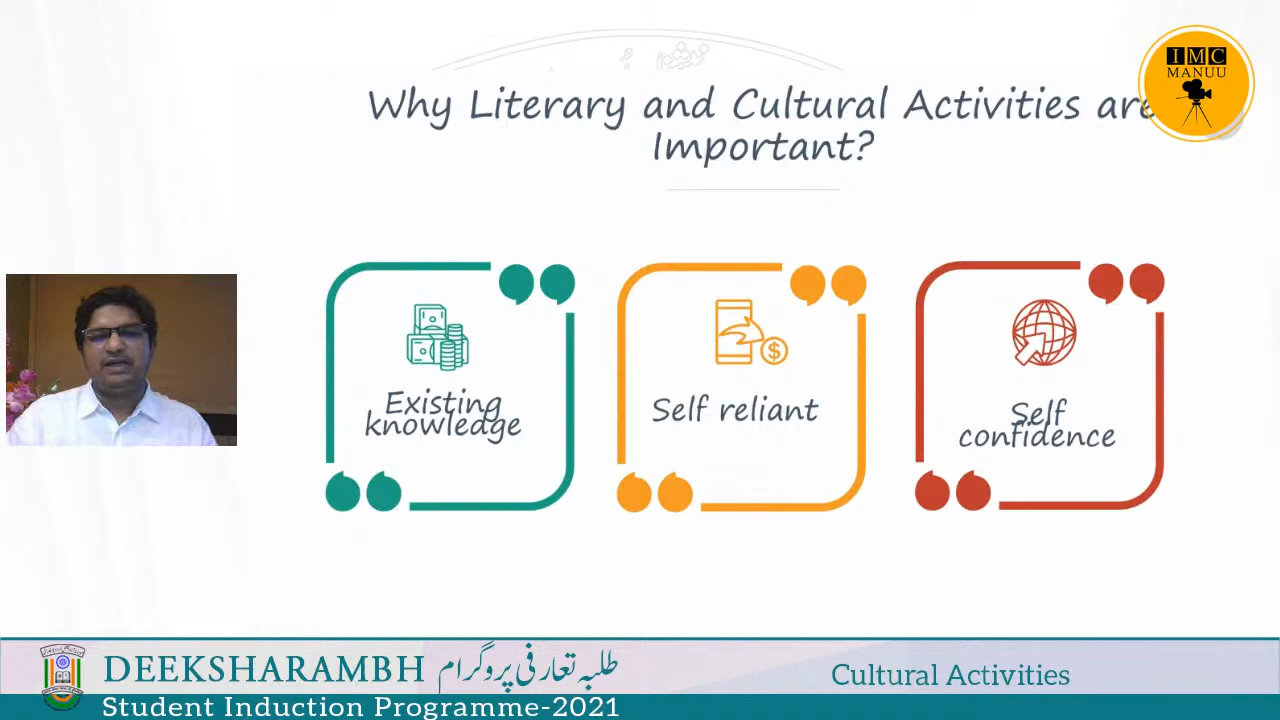 IMC
MANUU
Why Literary and Cultural Activities are
Important?
Existing
knowledge
Self reliant
Self
confidence
DEEKSHARAMBH طلبہ تعارفی پروگرام
Cultural Activities
Student Induction Programme-2021